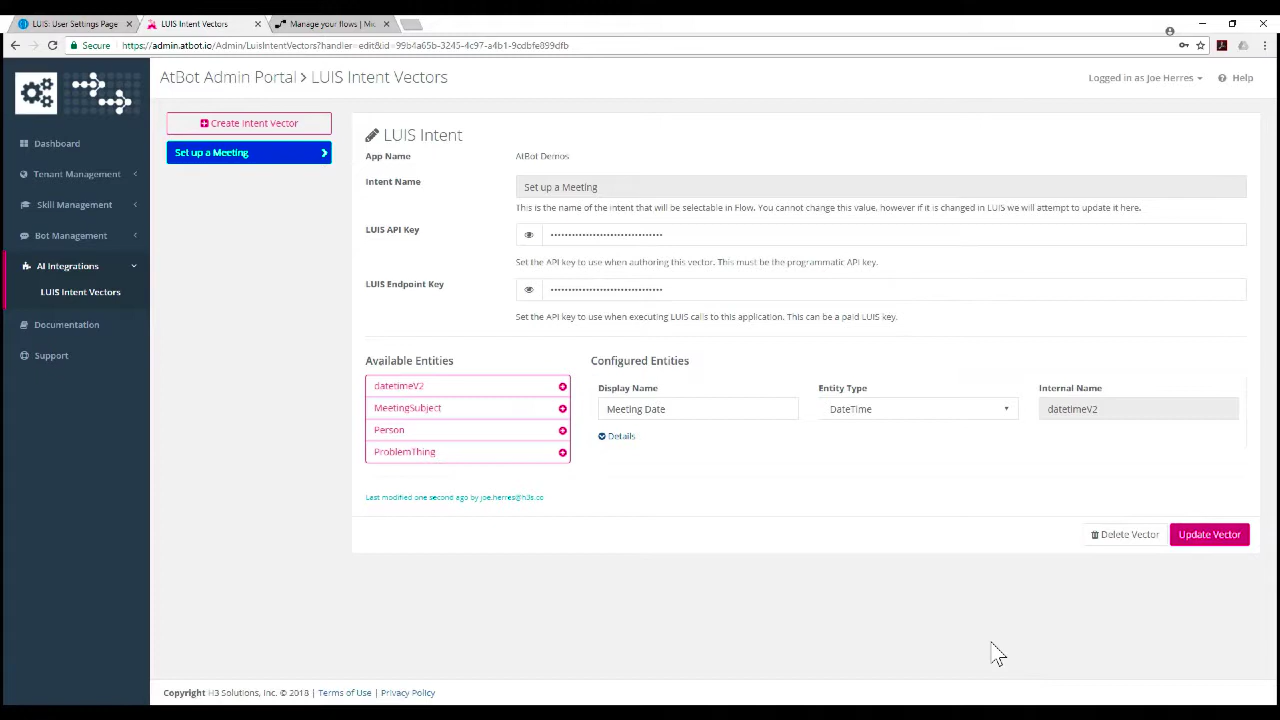 LUIS: User Settings Page
LUIS Intent Vectors
Manage your flows | Mic
Secure
https://admin.atbot.io/Admin/LuisIntentVectors?handler=edit&id=99b4a65b-3245-4c97-a4b1-9cdbfe899dfb
AtBot Admin Portal > LUIS Intent Vectors
Logged in as Joe Herres
Help
Dashboard
Tenant Management
Skill Management
Bot Management
AI Integrations
LUIS Intent Vectors
Documentation
Support
Create Intent Vector
Set up a Meeting
LUIS Intent
App Name
AtBot Demos
Intent Name
Set up a Meeting
This is the name of the intent that will be selectable in Flow. You cannot change this value, however if it is changed in LUIS we will attempt to update it here.
LUIS API Key
Set the API key to use when authoring this vector. This must be the programmatic API key.
LUIS Endpoint Key
Set the API key to use when executing LUIS calls to this application. This can be a paid LUIS key.
Available Entities
datetimeV2
MeetingSubject
Person
ProblemThing
Configured Entities
Display Name
Entity Type
Internal Name
Meeting Date
DateTime
datetimeV2
Details
Last modified one second ago by joe.herres@h3s.co
Delete Vector
Update Vector
Copyright H3 Solutions, Inc. © 2018 | Terms of Use | Privacy Policy